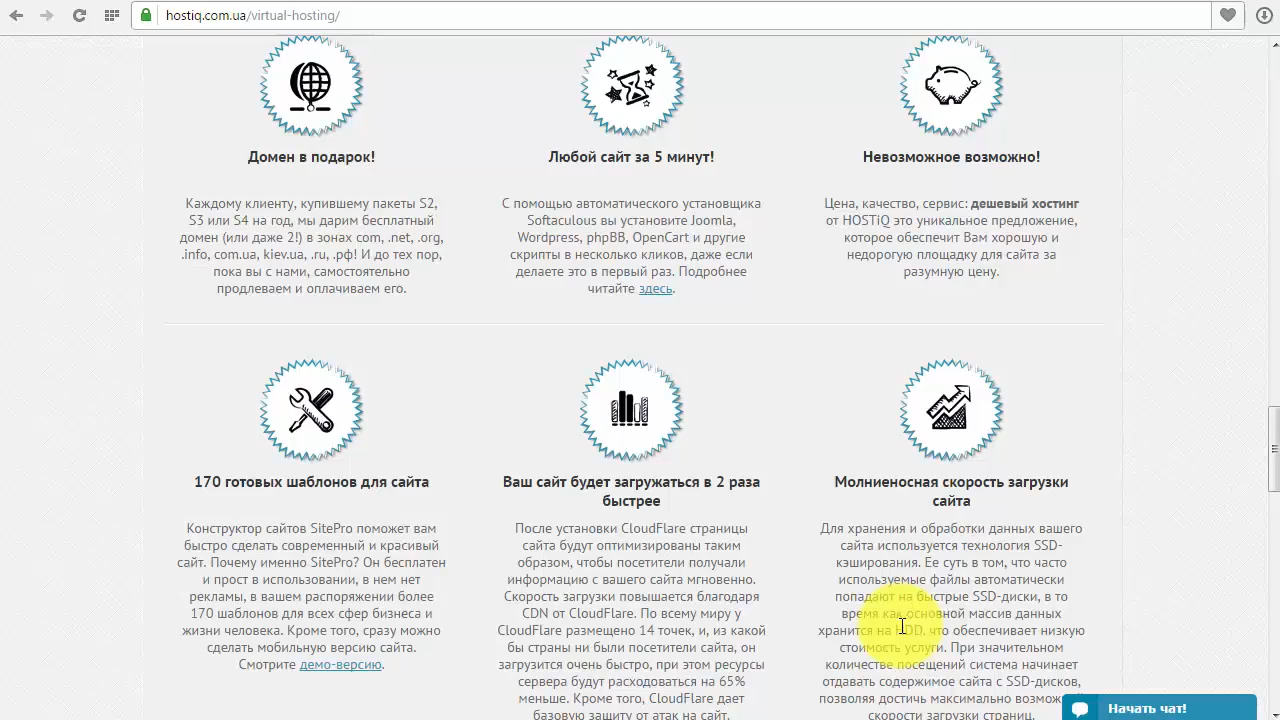 hostiq.com.ua/virtual-hosting/
Домен в подарок!
Каждому клиенту, купившему пакеты S2,
S3 или S4 на год, мы дарим бесплатный
домен (или даже 2!) в зонах com, .net, .org,
.info, com.ua, kiev.ua, .ru, .рф! И до тех пор,
пока вы с нами, самостоятельно
продлеваем и оплачиваем его.
Любой сайт за 5 минут!
С помощью автоматического установщика
Softaculous вы установите Joomla,
Wordpress, phpBB, OpenCart и другие
скрипты в несколько кликов, даже если
делаете это в первый раз. Подробнее
читайте здесь.
Невозможное возможно!
Цена, качество, сервис: дешевый хостинг
от HOSTiQ это уникальное предложение,
которое обеспечит Вам хорошую и
недорогую площадку для сайта за
разумную цену.
170 готовых шаблонов для сайта
Конструктор сайтов SitePro поможет вам
быстро сделать современный и красивый
сайт. Почему именно SitePro? Он бесплатен
и прост в использовании, в нем нет
рекламы, в вашем распоряжении более
170 шаблонов для всех сфер бизнеса и
жизни человека. Кроме того, сразу можно
сделать мобильную версию сайта.
Смотрите демо-версию.
Ваш сайт будет загружаться в 2 раза
быстрее
После установки CloudFlare страницы
сайта будут оптимизированы таким
образом, чтобы посетители получали
информацию с вашего сайта мгновенно.
Скорость загрузки повышается благодаря
CDN от CloudFlare. По всему миру у
CloudFlare размещено 14 точек, и, из какой
бы страны ни были посетители сайта, он
загрузится очень быстро, при этом ресурсы
сервера будут расходоваться на 65%
меньше. Кроме того, CloudFlare дает
базовую защиту от атак на сайт.
Молниеносная скорость загрузки
сайта
Для хранения и обработки данных вашего
сайта используется технология SSD-
кэширования. Ее суть в том, что часто
используемые файлы автоматически
попадают на быстрые SSD-диски, в то
время как основной массив данных
хранится на HDD, что обеспечивает низкую
стоимость услуги. При значительном
количестве посещений система начинает
отдавать содержимое сайта с SSD-дисков,
позволяя достичь максимально
скорости загрузки страниц.
Начать чат!